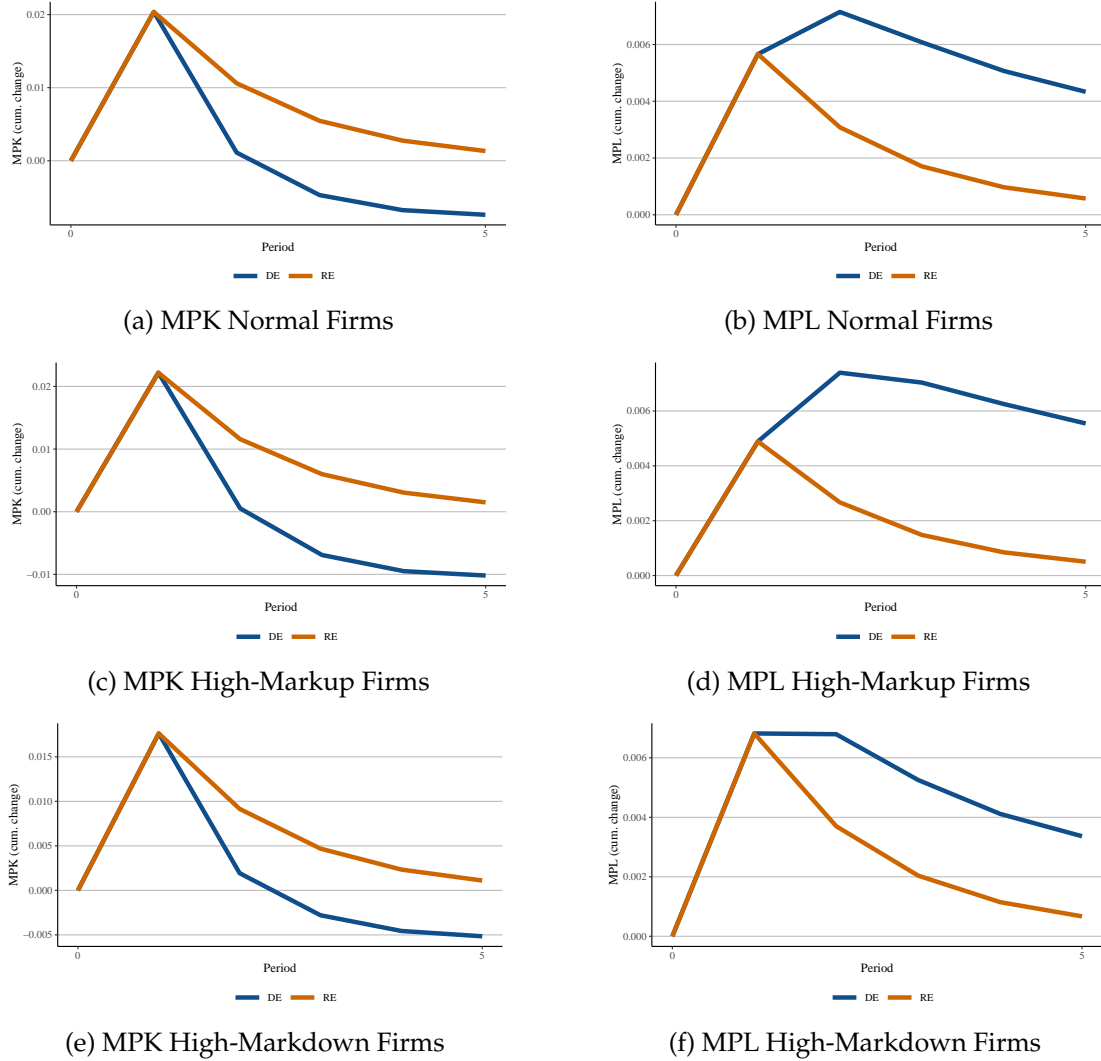 0.02
0.01
0.00
MPK (cum. change)
0
5
Period
DE RE
(a) MPK Normal Firms
0.006
0.004
0.002
0.000
MPL (cum. change)
0
5
Period
DE RE
(b) MPL Normal Firms
0.02
0.01
0.00
−0.01
MPK (cum. change)
0
5
Period
DE RE
(c) MPK High-Markup Firms
0.006
0.004
0.002
0.000
MPL (cum. change)
0
5
Period
DE RE
(d) MPL High-Markup Firms
0.015
0.010
0.005
0.000
−0.005
MPK (cum. change)
0
5
Period
DE RE
(e) MPK High-Markdown Firms
0.006
0.004
0.002
0.000
MPL (cum. change)
0
5
Period
DE RE
(f) MPL High-Markdown Firms